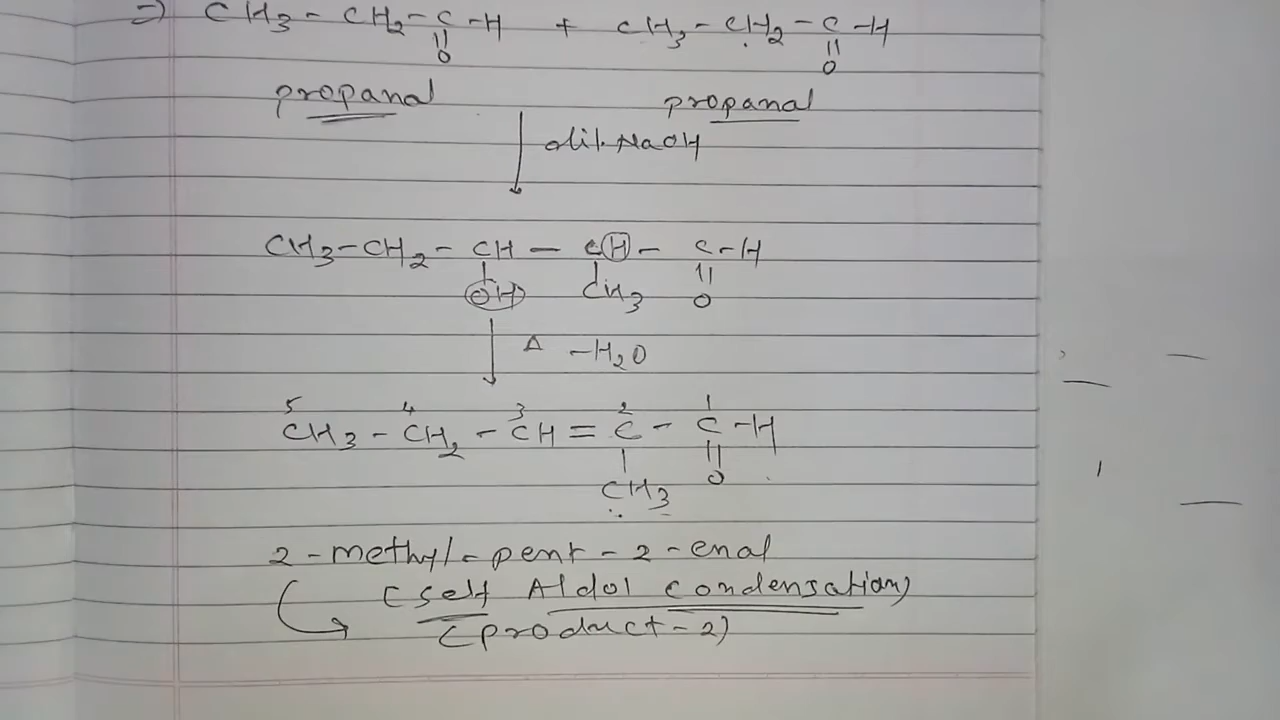 ⇒ CH3 - CH2 - C - H + CH3 - CH2 - C - H
|| ||
O O
propanal propanal
↓ dil. NaOH
CH3 - CH2 - CH - CH - C - H
| | ||
OH CH3 O
↓ Δ -H2O
5 4 3 2 1
CH3 - CH2 - CH = C - C - H
| ||
CH3 O
2 - methyl - pent - 2 - enal
(self Aldol condensation)
(product - 2)